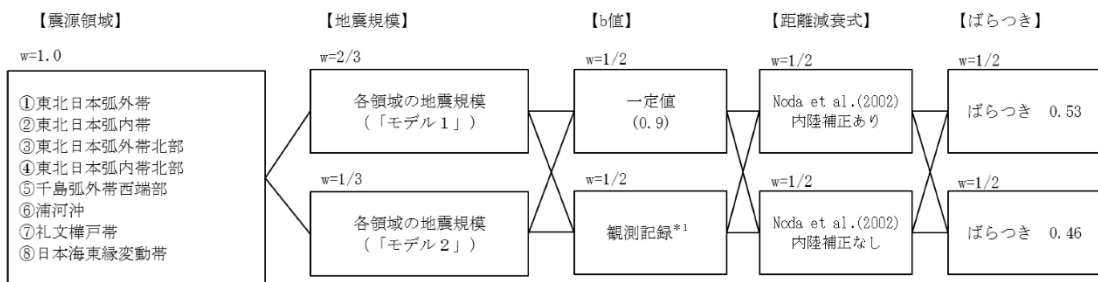 【震源領域】
w=1.0
①東北日本弧外帯
②東北日本弧内帯
③東北日本弧外帯北部
④東北日本弧内帯北部
⑤千島弧外帯西端部
⑥浦河沖
⑦礼文樺戸帯
⑧日本海東縁変動帯
【地震規模】
w=2/3
各領域の地震規模
（「モデル１」）
w=1/3
各領域の地震規模
（「モデル２」）
【b値】
w=1/2
一定値
(0.9)
w=1/2
観測記録*1
【距離減衰式】
w=1/2
Noda et al.(2002)
内陸補正あり
w=1/2
Noda et al.(2002)
内陸補正なし
【ばらつき】
w=1/2
ばらつき 0.53
w=1/2
ばらつき 0.46